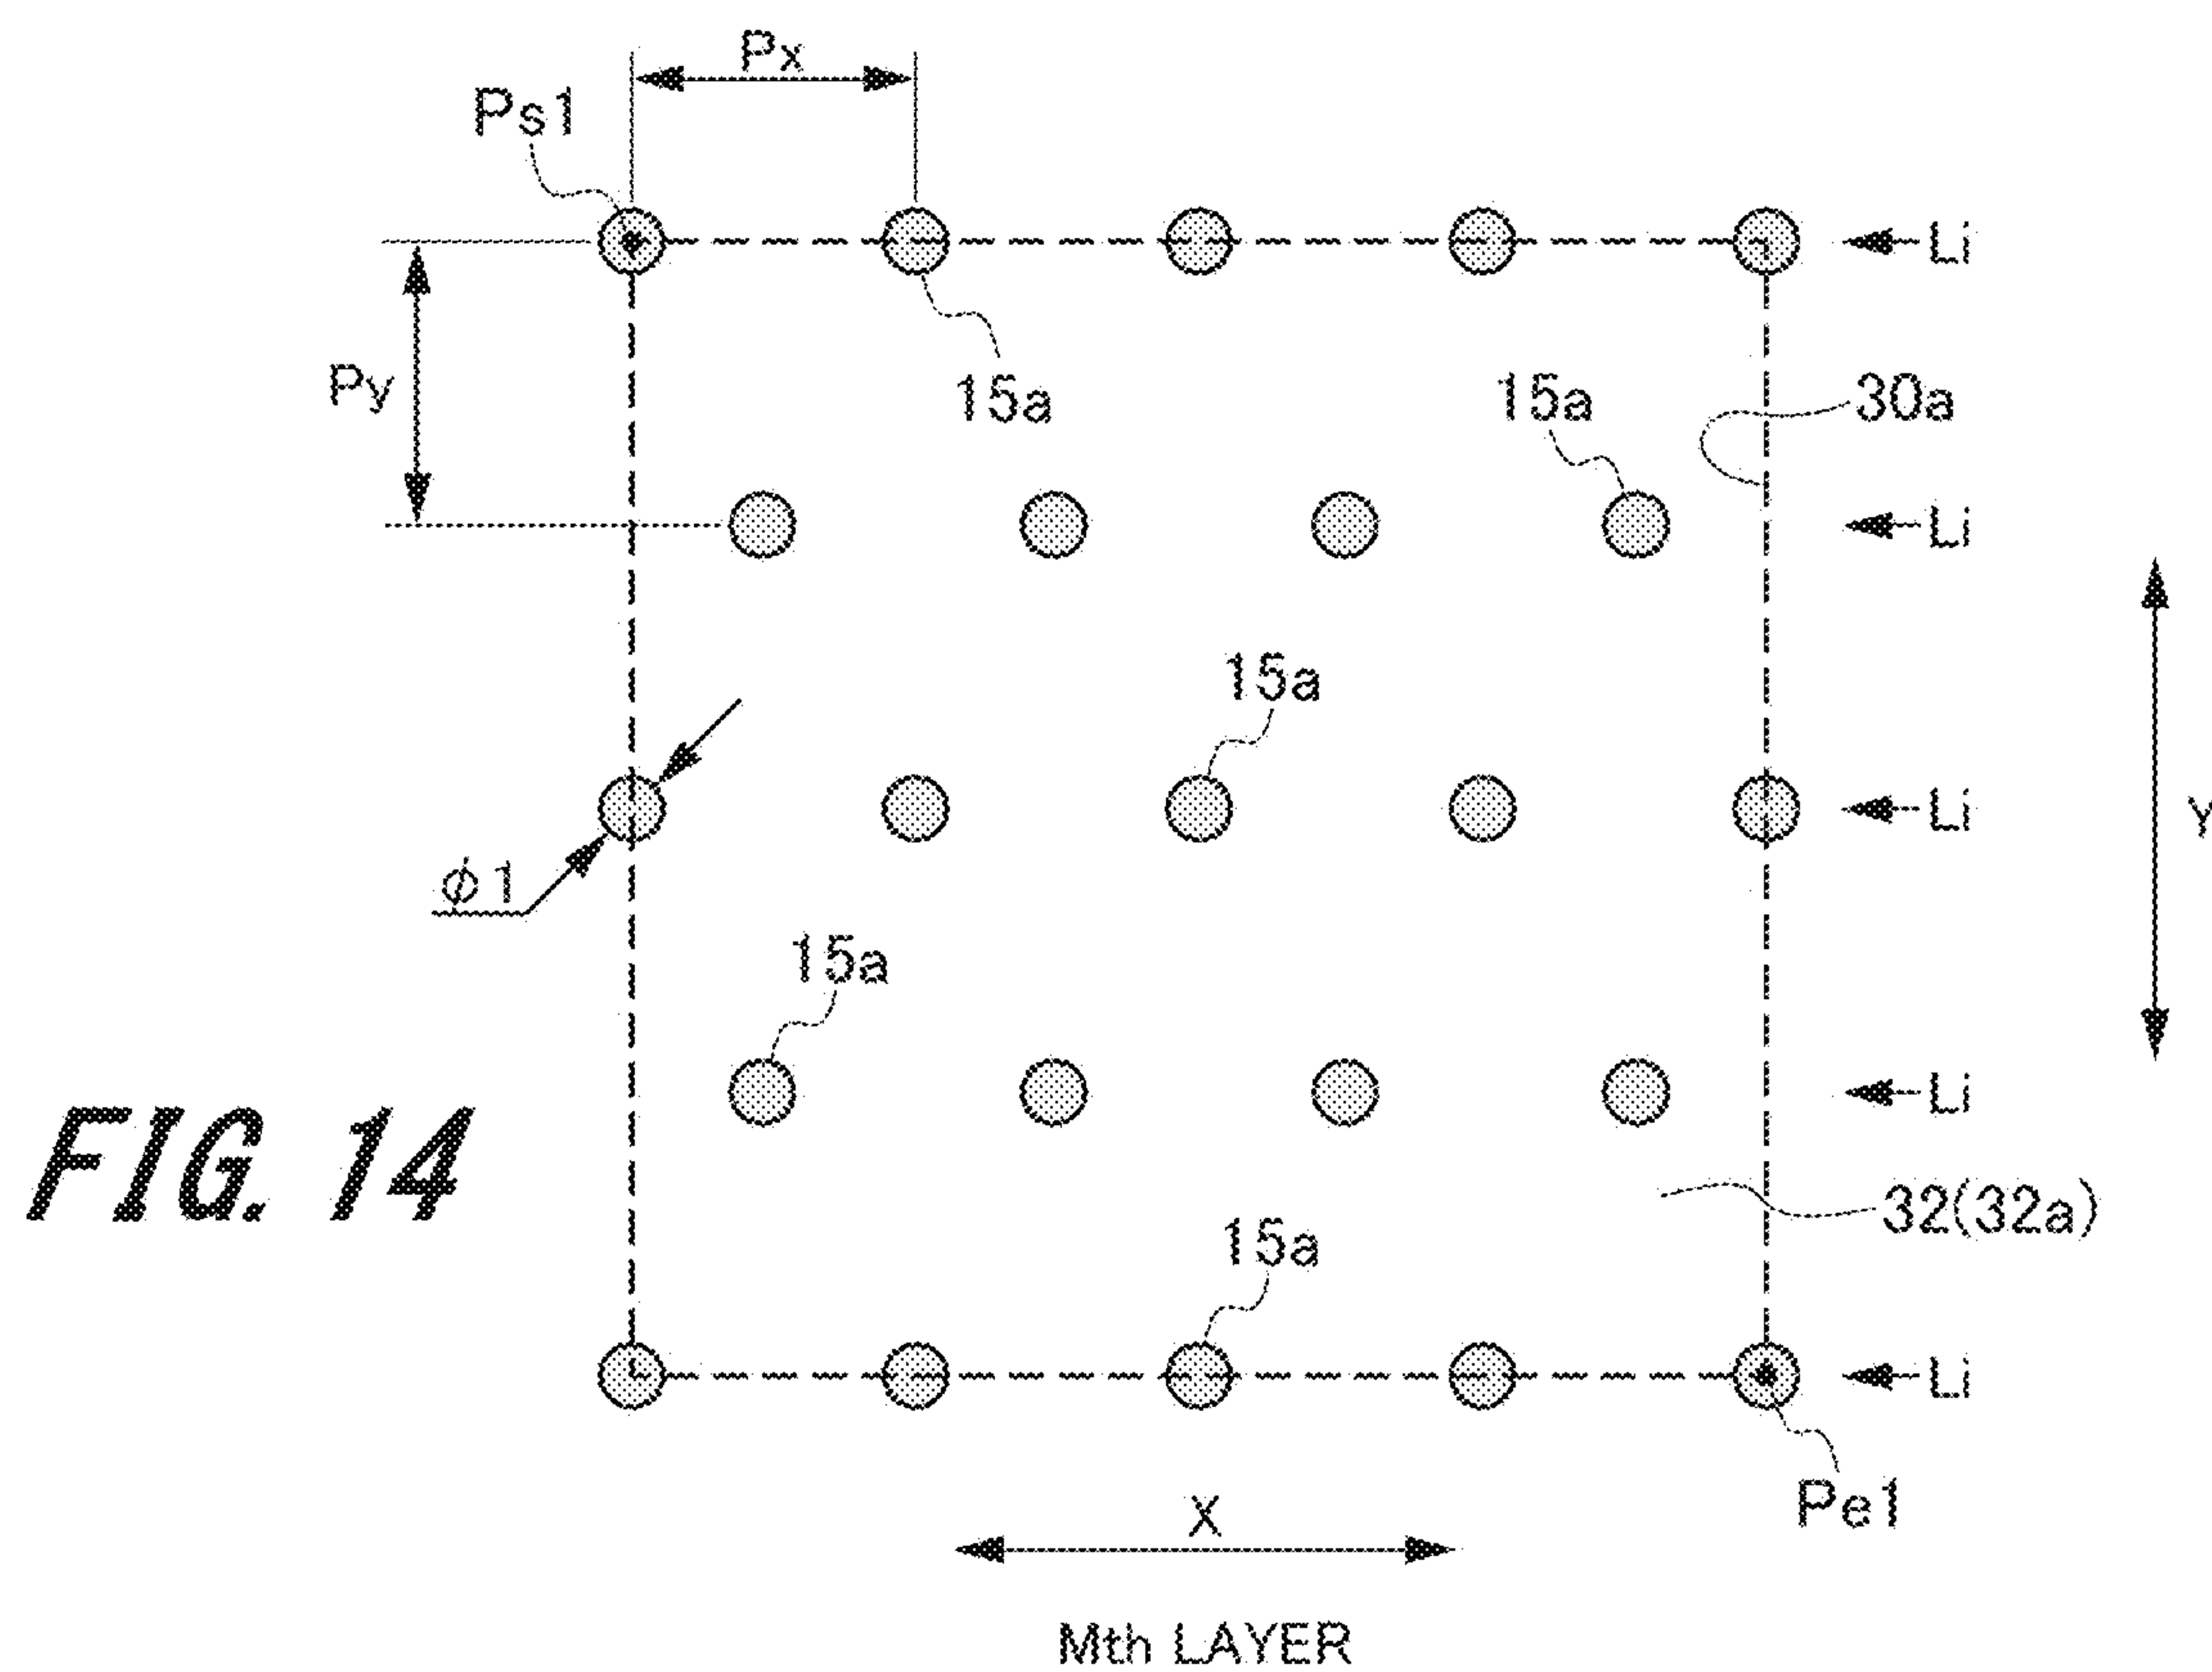 Px
Ps1
Li
Py
15a
15a
30a
Li
15a
Li
Y
φ1
15a
Li
FIG. 14
32(32a)
15a
Li
Pe1
X
Mth LAYER